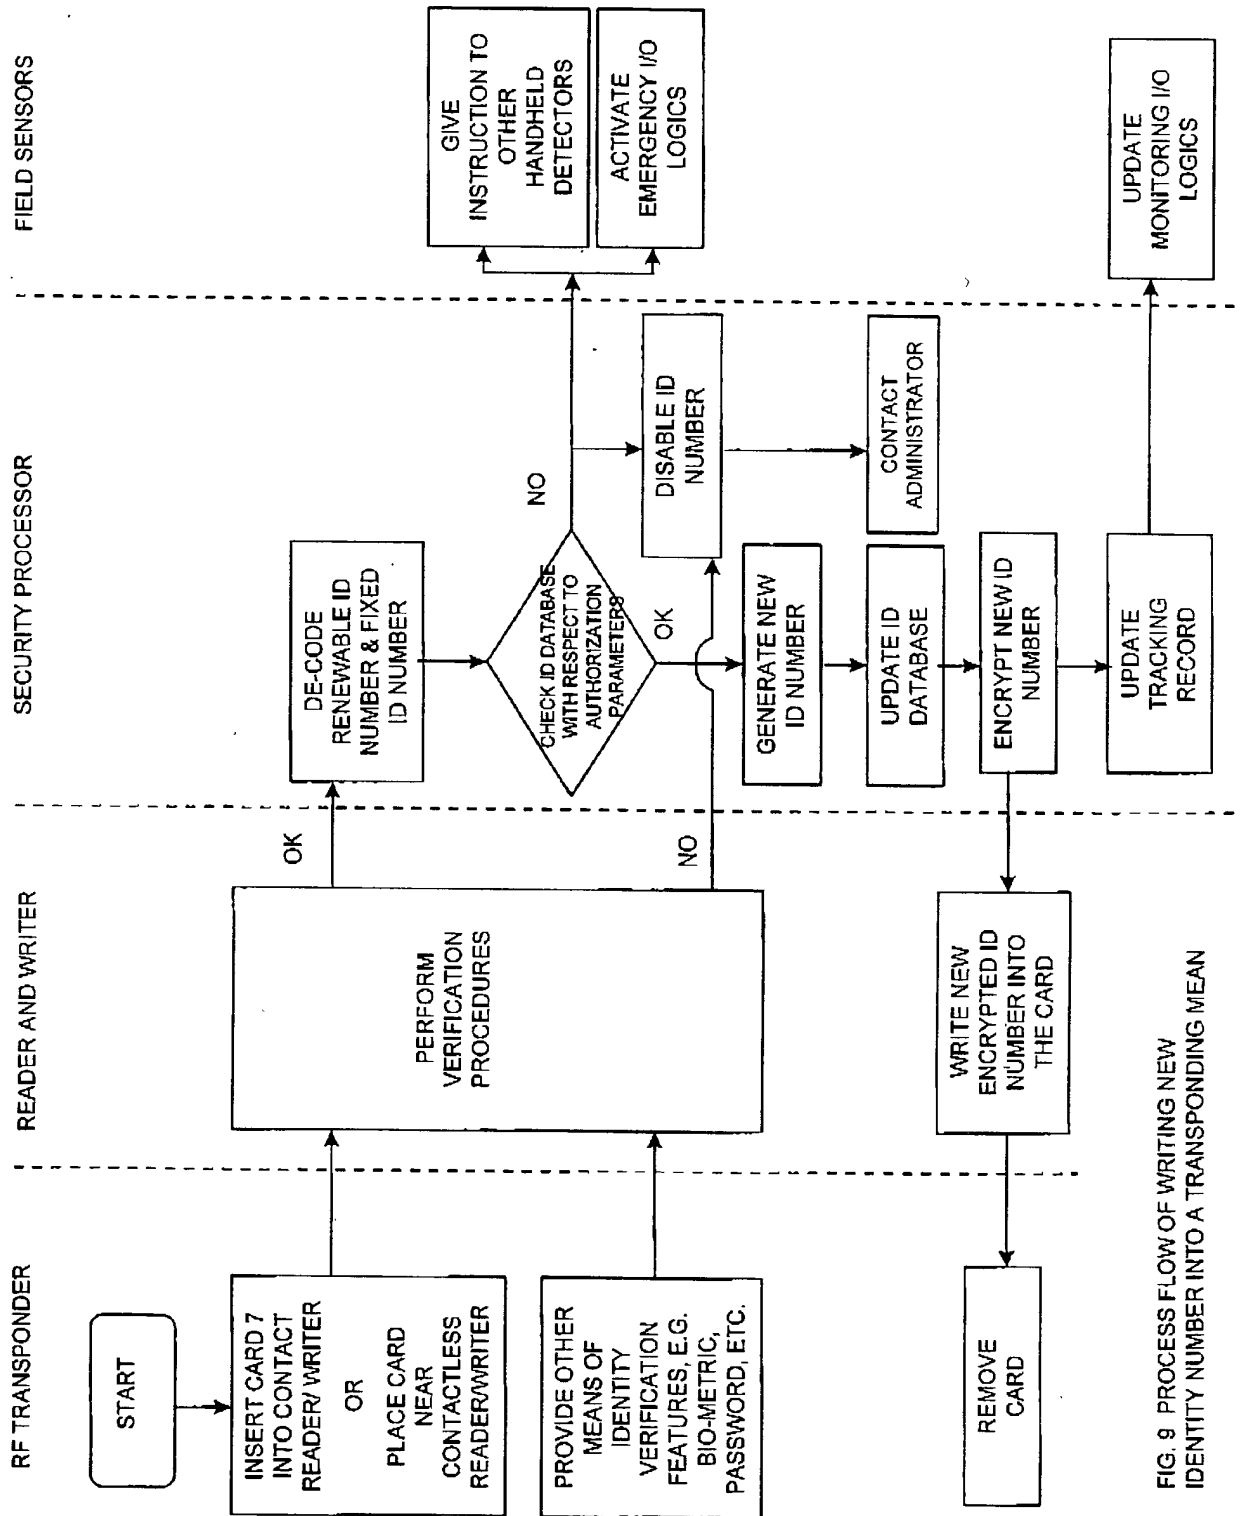 RF TRANSPONDER
READER AND WRITER
SECURITY PROCESSOR
FIELD SENSORS
START
INSERT CARD 7
INTO CONTACT
READER/ WRITER
OR
PLACE CARD
NEAR
CONTACTLESS
READER/WRITER
PROVIDE OTHER
MEANS OF
IDENTITY
VERIFICATION
FEATURES, E.G.
BIO-METRIC,
PASSWORD, ETC.
REMOVE
CARD
PERFORM
VERIFICATION
PROCEDURES
OK
NO
WRITE NEW
ENCRYPTED ID
NUMBER INTO
THE CARD
DE-CODE
RENEWABLE ID
NUMBER & FIXED
ID NUMBER
CHECK ID DATABASE
WITH RESPECT TO
AUTHORIZATION
PARAMETERS
NO
OK
DISABLE ID
NUMBER
CONTACT
ADMINISTRATOR
GENERATE NEW
ID NUMBER
UPDATE ID
DATABASE
ENCRYPT NEW ID
NUMBER
UPDATE
TRACKING
RECORD
GIVE
INSTRUCTION TO
OTHER
HANDHELD
DETECTORS
ACTIVATE
EMERGENCY I/O
LOGICS
UPDATE
MONITORING I/O
LOGICS
FIG. 9 PROCESS FLOW OF WRITING NEW
IDENTITY NUMBER INTO A TRANSPONDING MEAN